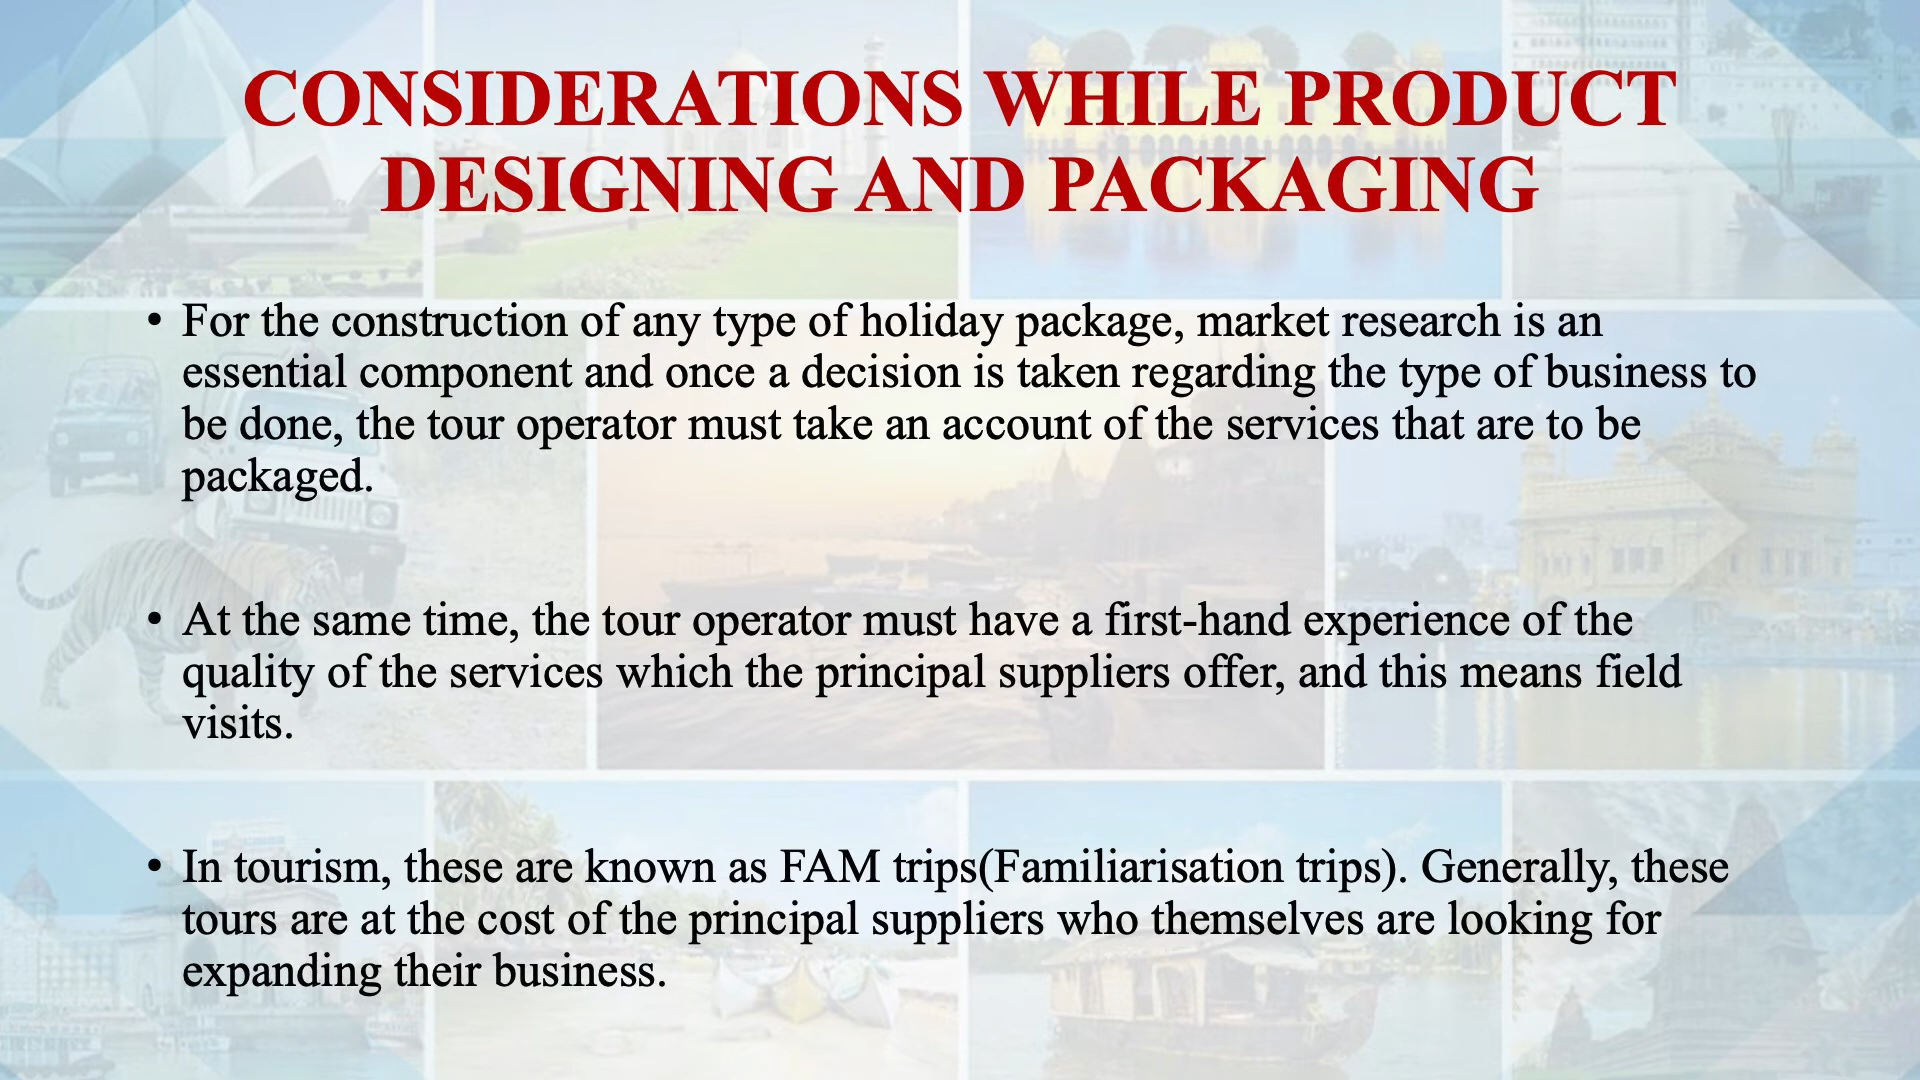 CONSIDERATIONS WHILE PRODUCT
DESIGNING AND PACKAGING
• For the construction of any type of holiday package, market research is an
essential component and once a decision is taken regarding the type of business to
be done, the tour operator must take an account of the services that are to be
packaged.
• At the same time, the tour operator must have a first-hand experience of the
quality of the services which the principal suppliers offer, and this means field
visits.
• In tourism, these are known as FAM trips(Familiarisation trips). Generally, these
tours are at the cost of the principal suppliers who themselves are looking for
expanding their business.